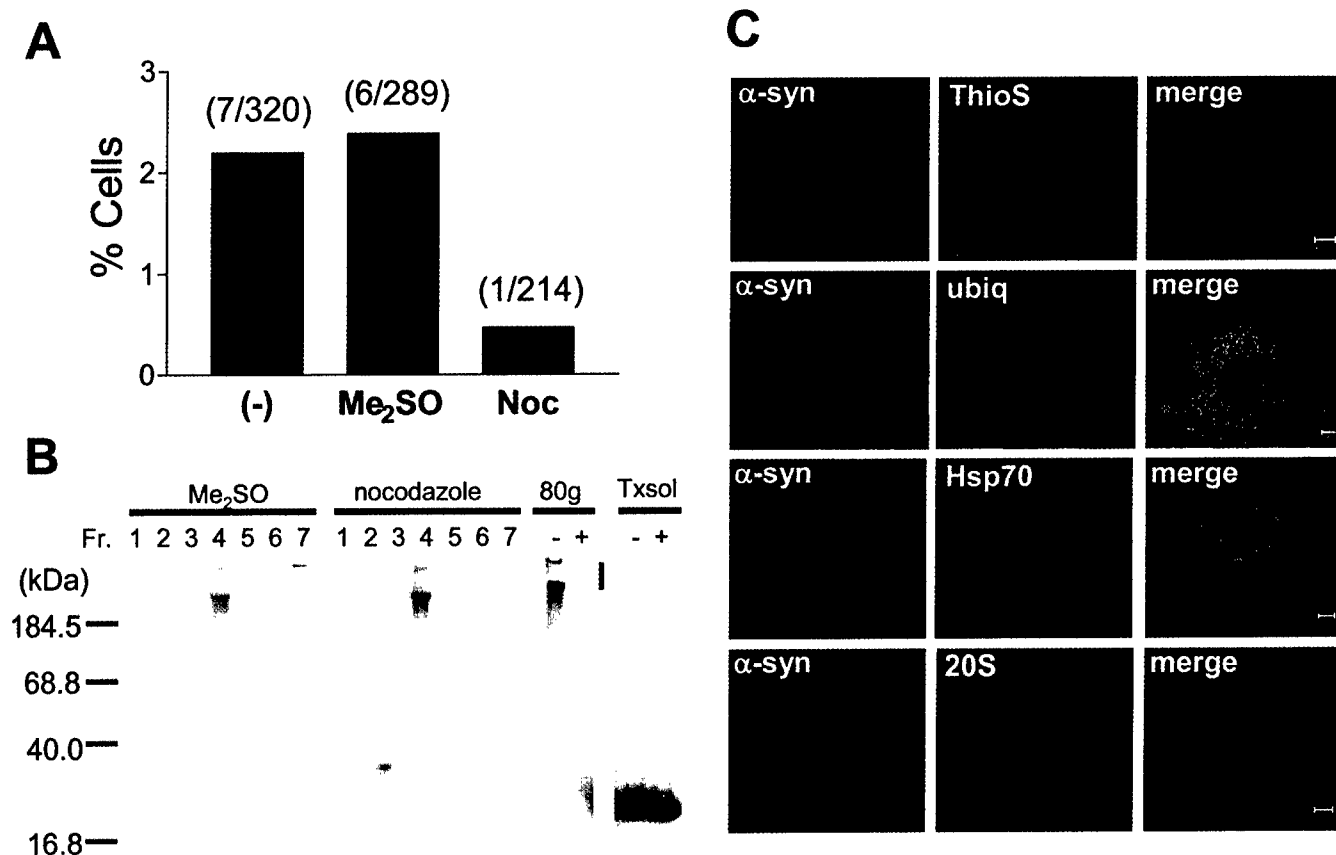 A
3
2
1
0
% Cells
(7/320)
(6/289)
(1/214)
(-)
Me₂SO
Noc
B
Me₂SO nocodazole 80g Txsol
Fr. 1 2 3 4 5 6 7 1 2 3 4 5 6 7 - + - +
(kDa)
184.5
68.8
40.0
16.8
C
α-syn ThioS merge
α-syn ubiq merge
α-syn Hsp70 merge
α-syn 20S merge